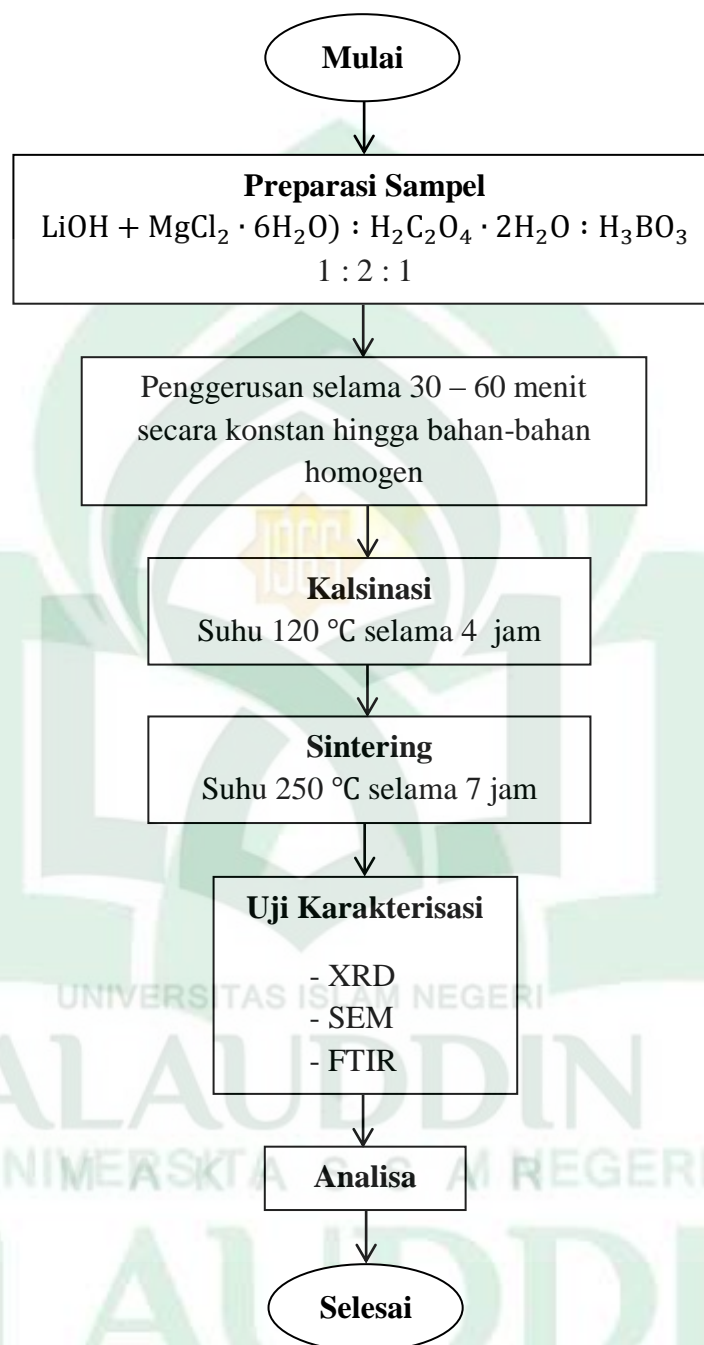 Mulai
Preparasi Sampel
LiOH + MgCl₂ · 6H₂O) : H₂C₂O₄ · 2H₂O : H₃BO₃
1 : 2 : 1
Penggerusan selama 30 – 60 menit
secara konstan hingga bahan-bahan
homogen
1965
Kalsinasi
Suhu 120 ℃ selama 4 jam
Sintering
Suhu 250 ℃ selama 7 jam
Uji Karakterisasi
- XRD
UNIVERSITAS ISLAM NEGERI
- SEM
- FTIR
ALAUDDIN
Analisa
M A K A S S A R
Selesai